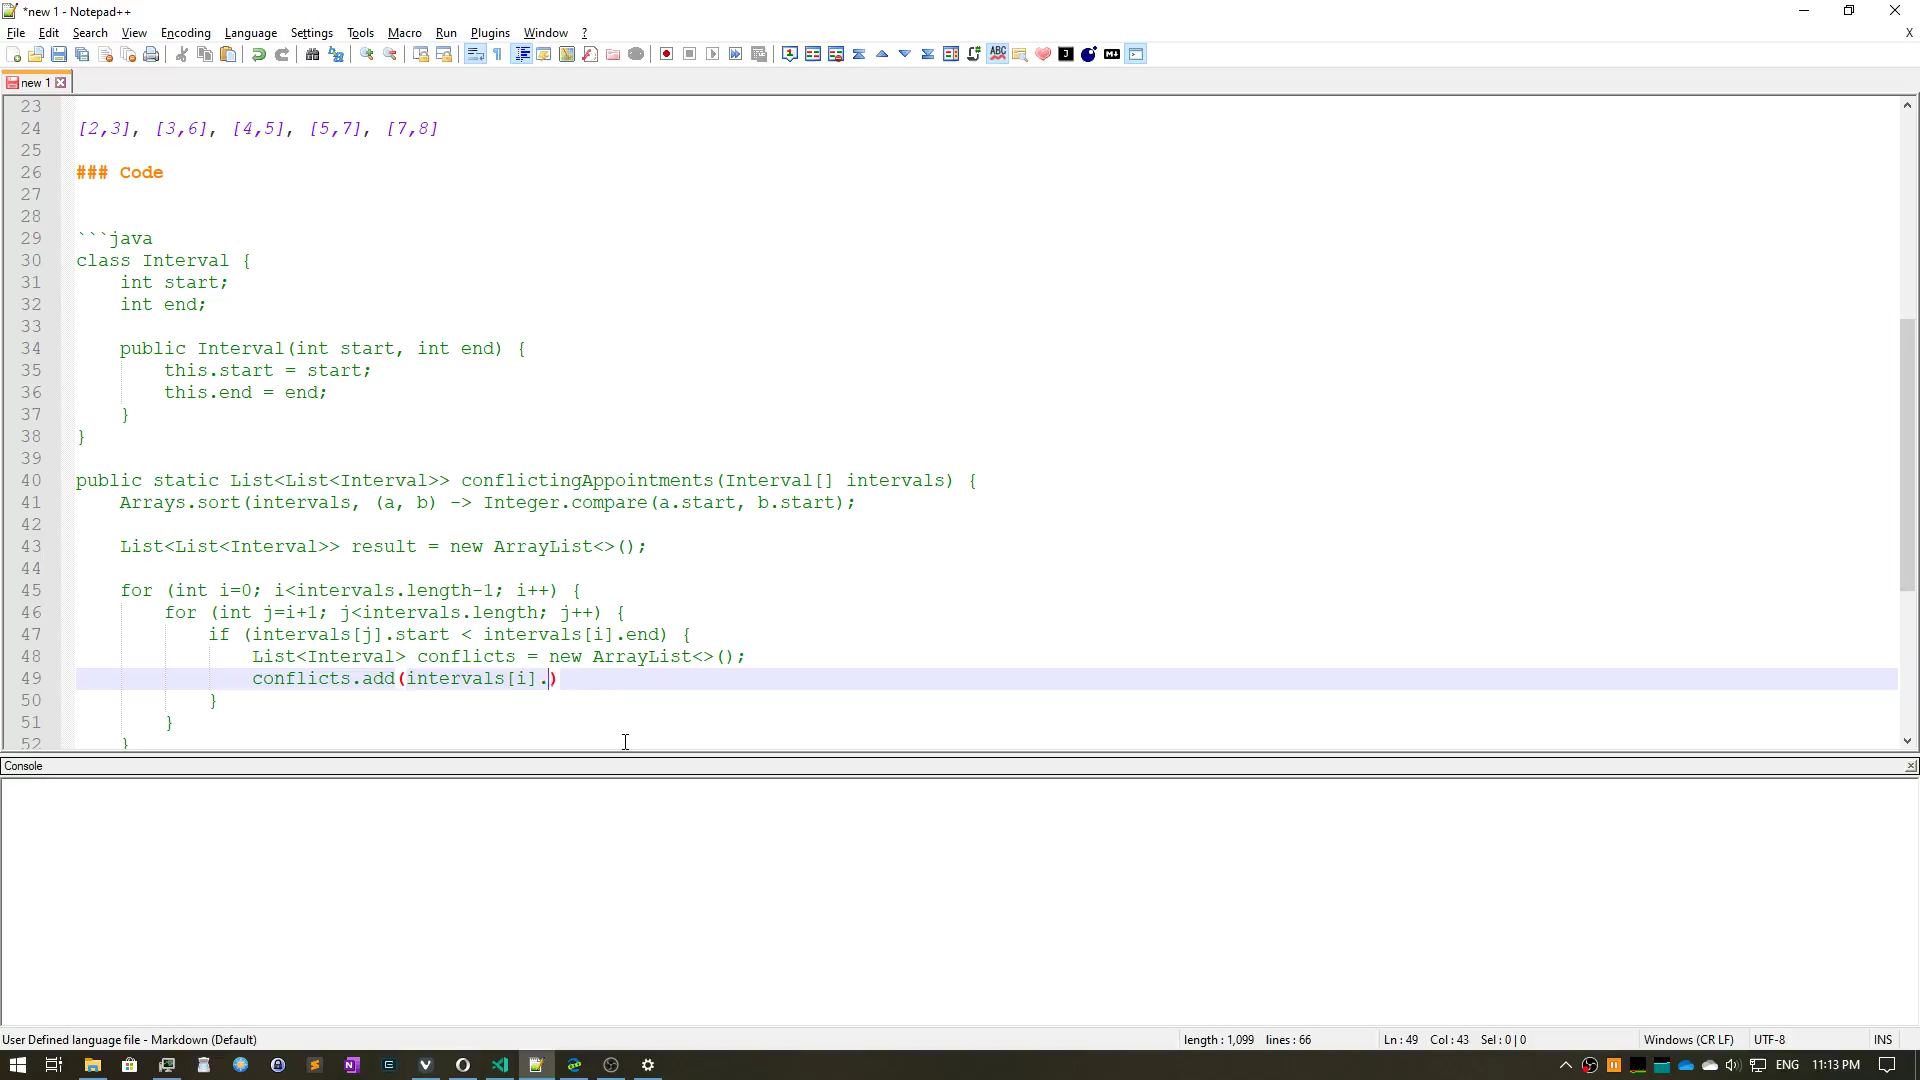 *new 1 - Notepad++
File Edit Search View Encoding Language Settings Tools Macro Run Plugins Window ? X
new 1
23
24 [2,3], [3,6], [4,5], [5,7], [7,8]
25
26 ### Code
27
28
29 ```java
30 class Interval {
31 int start;
32 int end;
33
34 public Interval(int start, int end) {
35 this.start = start;
36 this.end = end;
37 }
38 }
39
40 public static List<List<Interval>> conflictingAppointments(Interval[] intervals) {
41 Arrays.sort(intervals, (a, b) -> Integer.compare(a.start, b.start);
42
43 List<List<Interval>> result = new ArrayList<>();
44
45 for (int i=0; i<intervals.length-1; i++) {
46 for (int j=i+1; j<intervals.length; j++) {
47 if (intervals[j].start < intervals[i].end) {
48 List<Interval> conflicts = new ArrayList<>();
49 conflicts.add(intervals[i].)
50 }
51 }
52 }
Console
User Defined language file - Markdown (Default) length : 1,099 lines : 66 Ln : 49 Col : 43 Sel : 0 | 0 Windows (CR LF) UTF-8 INS
ENG 11:13 PM